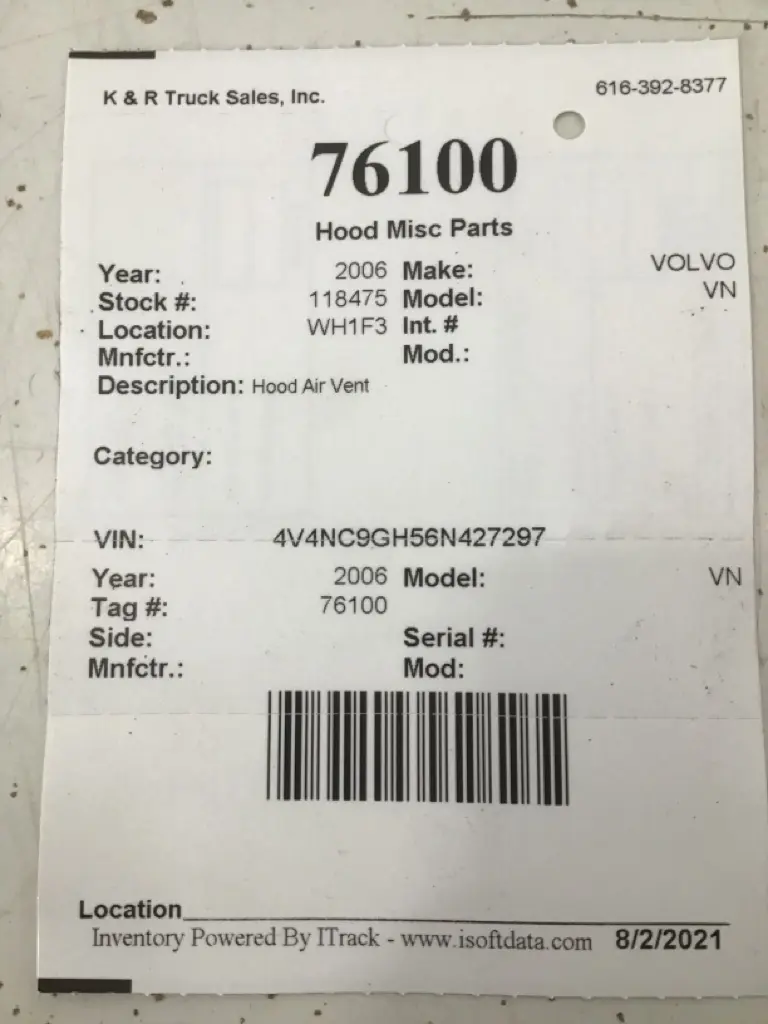 K & R Truck Sales, Inc. 616-392-8377
76100
Hood Misc Parts
Year: 2006 Make: VOLVO
Stock #: 118475 Model: VN
Location: WH1F3 Int. #
Mnfctr.: Mod.:
Description: Hood Air Vent
Category:
VIN: 4V4NC9GH56N427297
Year: 2006 Model: VN
Tag #: 76100
Side: Serial #:
Mnfctr.: Mod:
Location
Inventory Powered By ITrack - www.isoftdata.com 8/2/2021